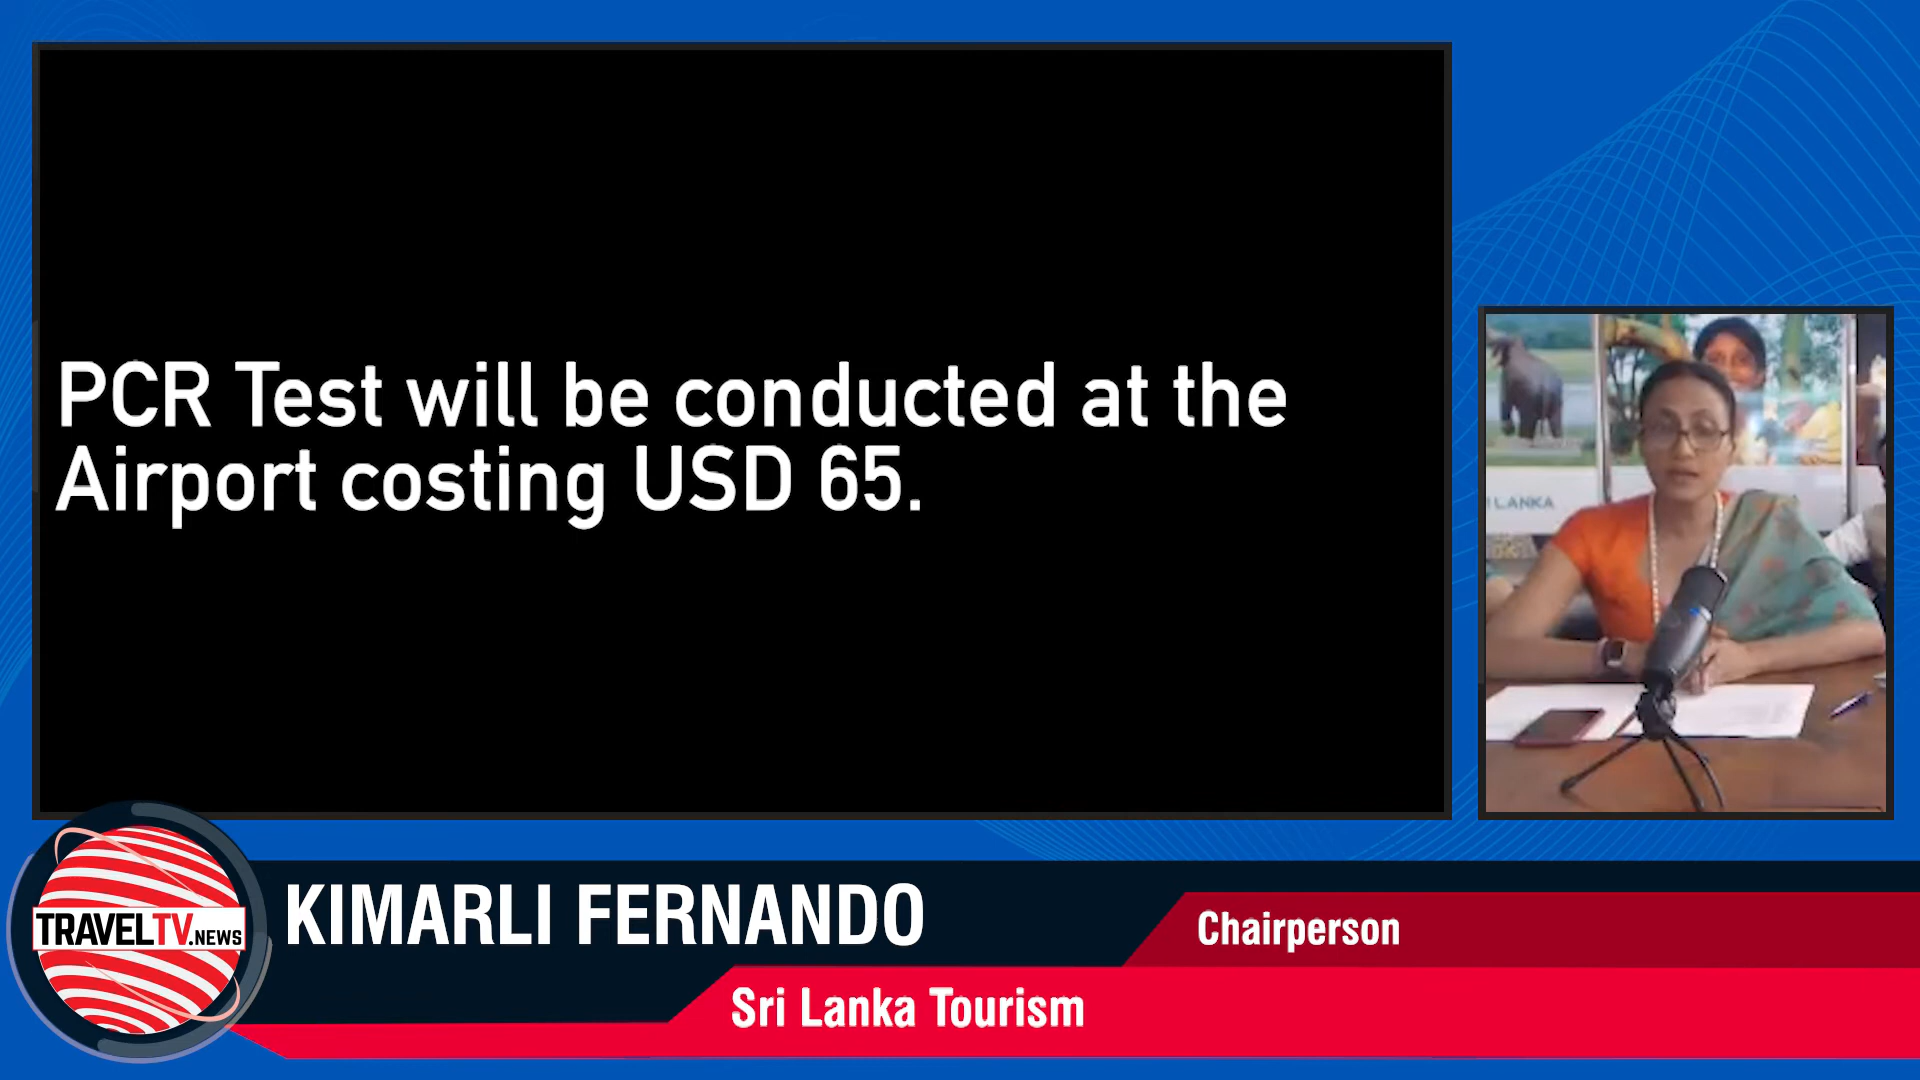 PCR Test will be conducted at the
Airport costing USD 65.
I LANKA
TRAVELTV.NEWS
KIMARLI FERNANDO
Chairperson
Sri Lanka Tourism